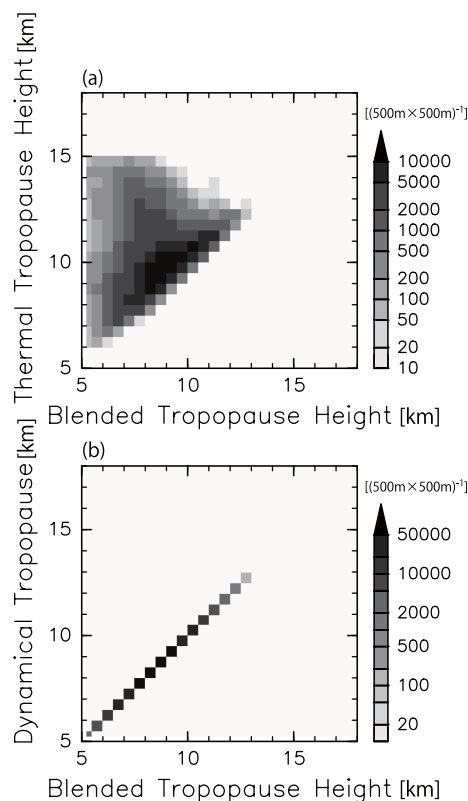 (a)
Thermal Tropopause Height [km]
15
10
5
5 10 15
Blended Tropopause Height [km]
[(500m×500m)⁻¹]
10000
5000
2000
1000
500
200
100
50
20
10
(b)
Dynamical Tropopause [km]
15
10
5
5 10 15
Blended Tropopause Height [km]
[(500m×500m)⁻¹]
50000
10000
2000
500
100
20